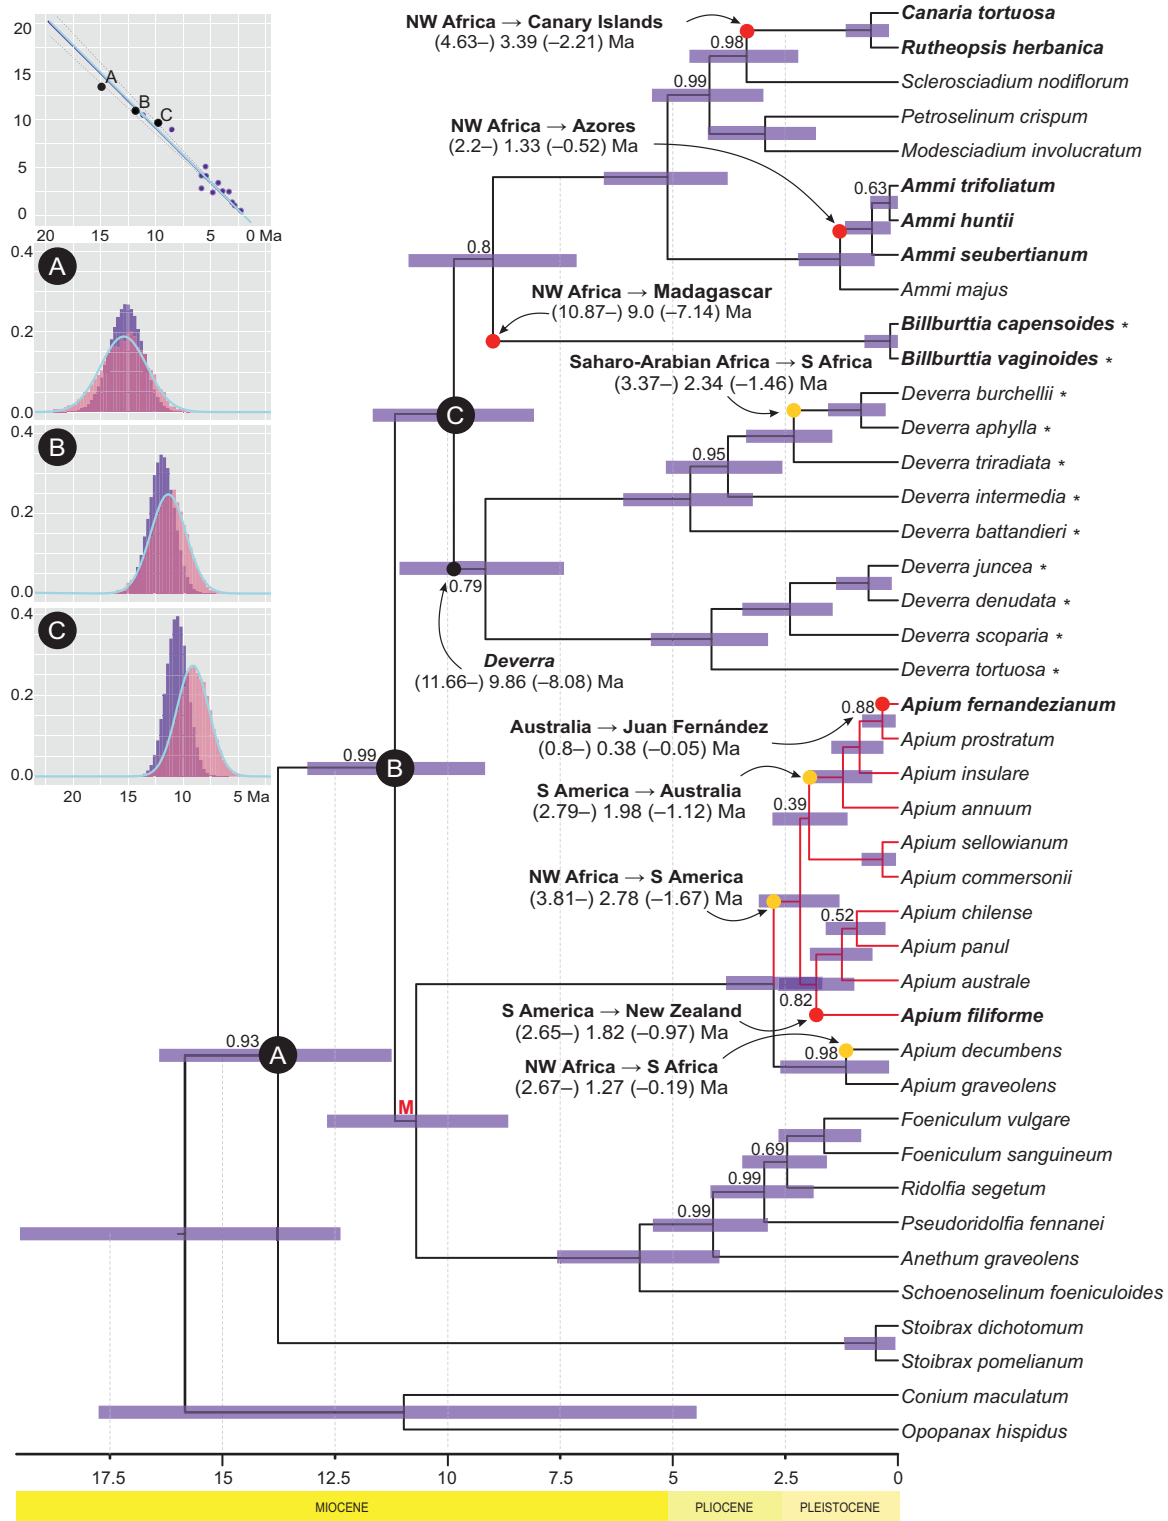 20
15
10
5
0
A
B
C
20
15
10
5
0 Ma
0.4
A
0.2
0.0
0.4
B
0.2
0.0
0.4
C
0.2
0.0
20
15
10
5 Ma
NW Africa → Canary Islands
(4.63–) 3.39 (–2.21) Ma
0.98
0.99
NW Africa → Azores
(2.2–) 1.33 (–0.52) Ma
0.63
0.8
NW Africa → Madagascar
(10.87–) 9.0 (–7.14) Ma
Saharo-Arabian Africa → S Africa
(3.37–) 2.34 (–1.46) Ma
C
0.95
0.79
Deverra
(11.66–) 9.86 (–8.08) Ma
0.88
Australia → Juan Fernández
(0.8–) 0.38 (–0.05) Ma
0.99
B
S America → Australia
(2.79–) 1.98 (–1.12) Ma
0.39
NW Africa → S America
(3.81–) 2.78 (–1.67) Ma
0.52
0.82
S America → New Zealand
(2.65–) 1.82 (–0.97) Ma
0.93
A
0.98
NW Africa → S Africa
(2.67–) 1.27 (–0.19) Ma
M
0.69
0.99
0.99
Canaria tortuosa
Rutheopsis herbanica
Sclerosciadium nodiflorum
Petroselinum crispum
Modesciadium involucratum
Ammi trifoliatum
Ammi huntii
Ammi seubertianum
Ammi majus
Billburttia capensoides *
Billburttia vaginoides *
Deverra burchellii *
Deverra aphylla *
Deverra triradiata *
Deverra intermedia *
Deverra battandieri *
Deverra juncea *
Deverra denudata *
Deverra scoparia *
Deverra tortuosa *
Apium fernandezianum
Apium prostratum
Apium insulare
Apium annuum
Apium sellowianum
Apium commersonii
Apium chilense
Apium panul
Apium australe
Apium filiforme
Apium decumbens
Apium graveolens
Foeniculum vulgare
Foeniculum sanguineum
Ridolfia segetum
Pseudoridolfia fennanei
Anethum graveolens
Schoenoselinum foeniculoides
Stoibrax dichotomum
Stoibrax pomelianum
Conium maculatum
Opopanax hispidus
17.5
15
12.5
10
7.5
5
2.5
0
MIOCENE
PLIOCENE
PLEISTOCENE